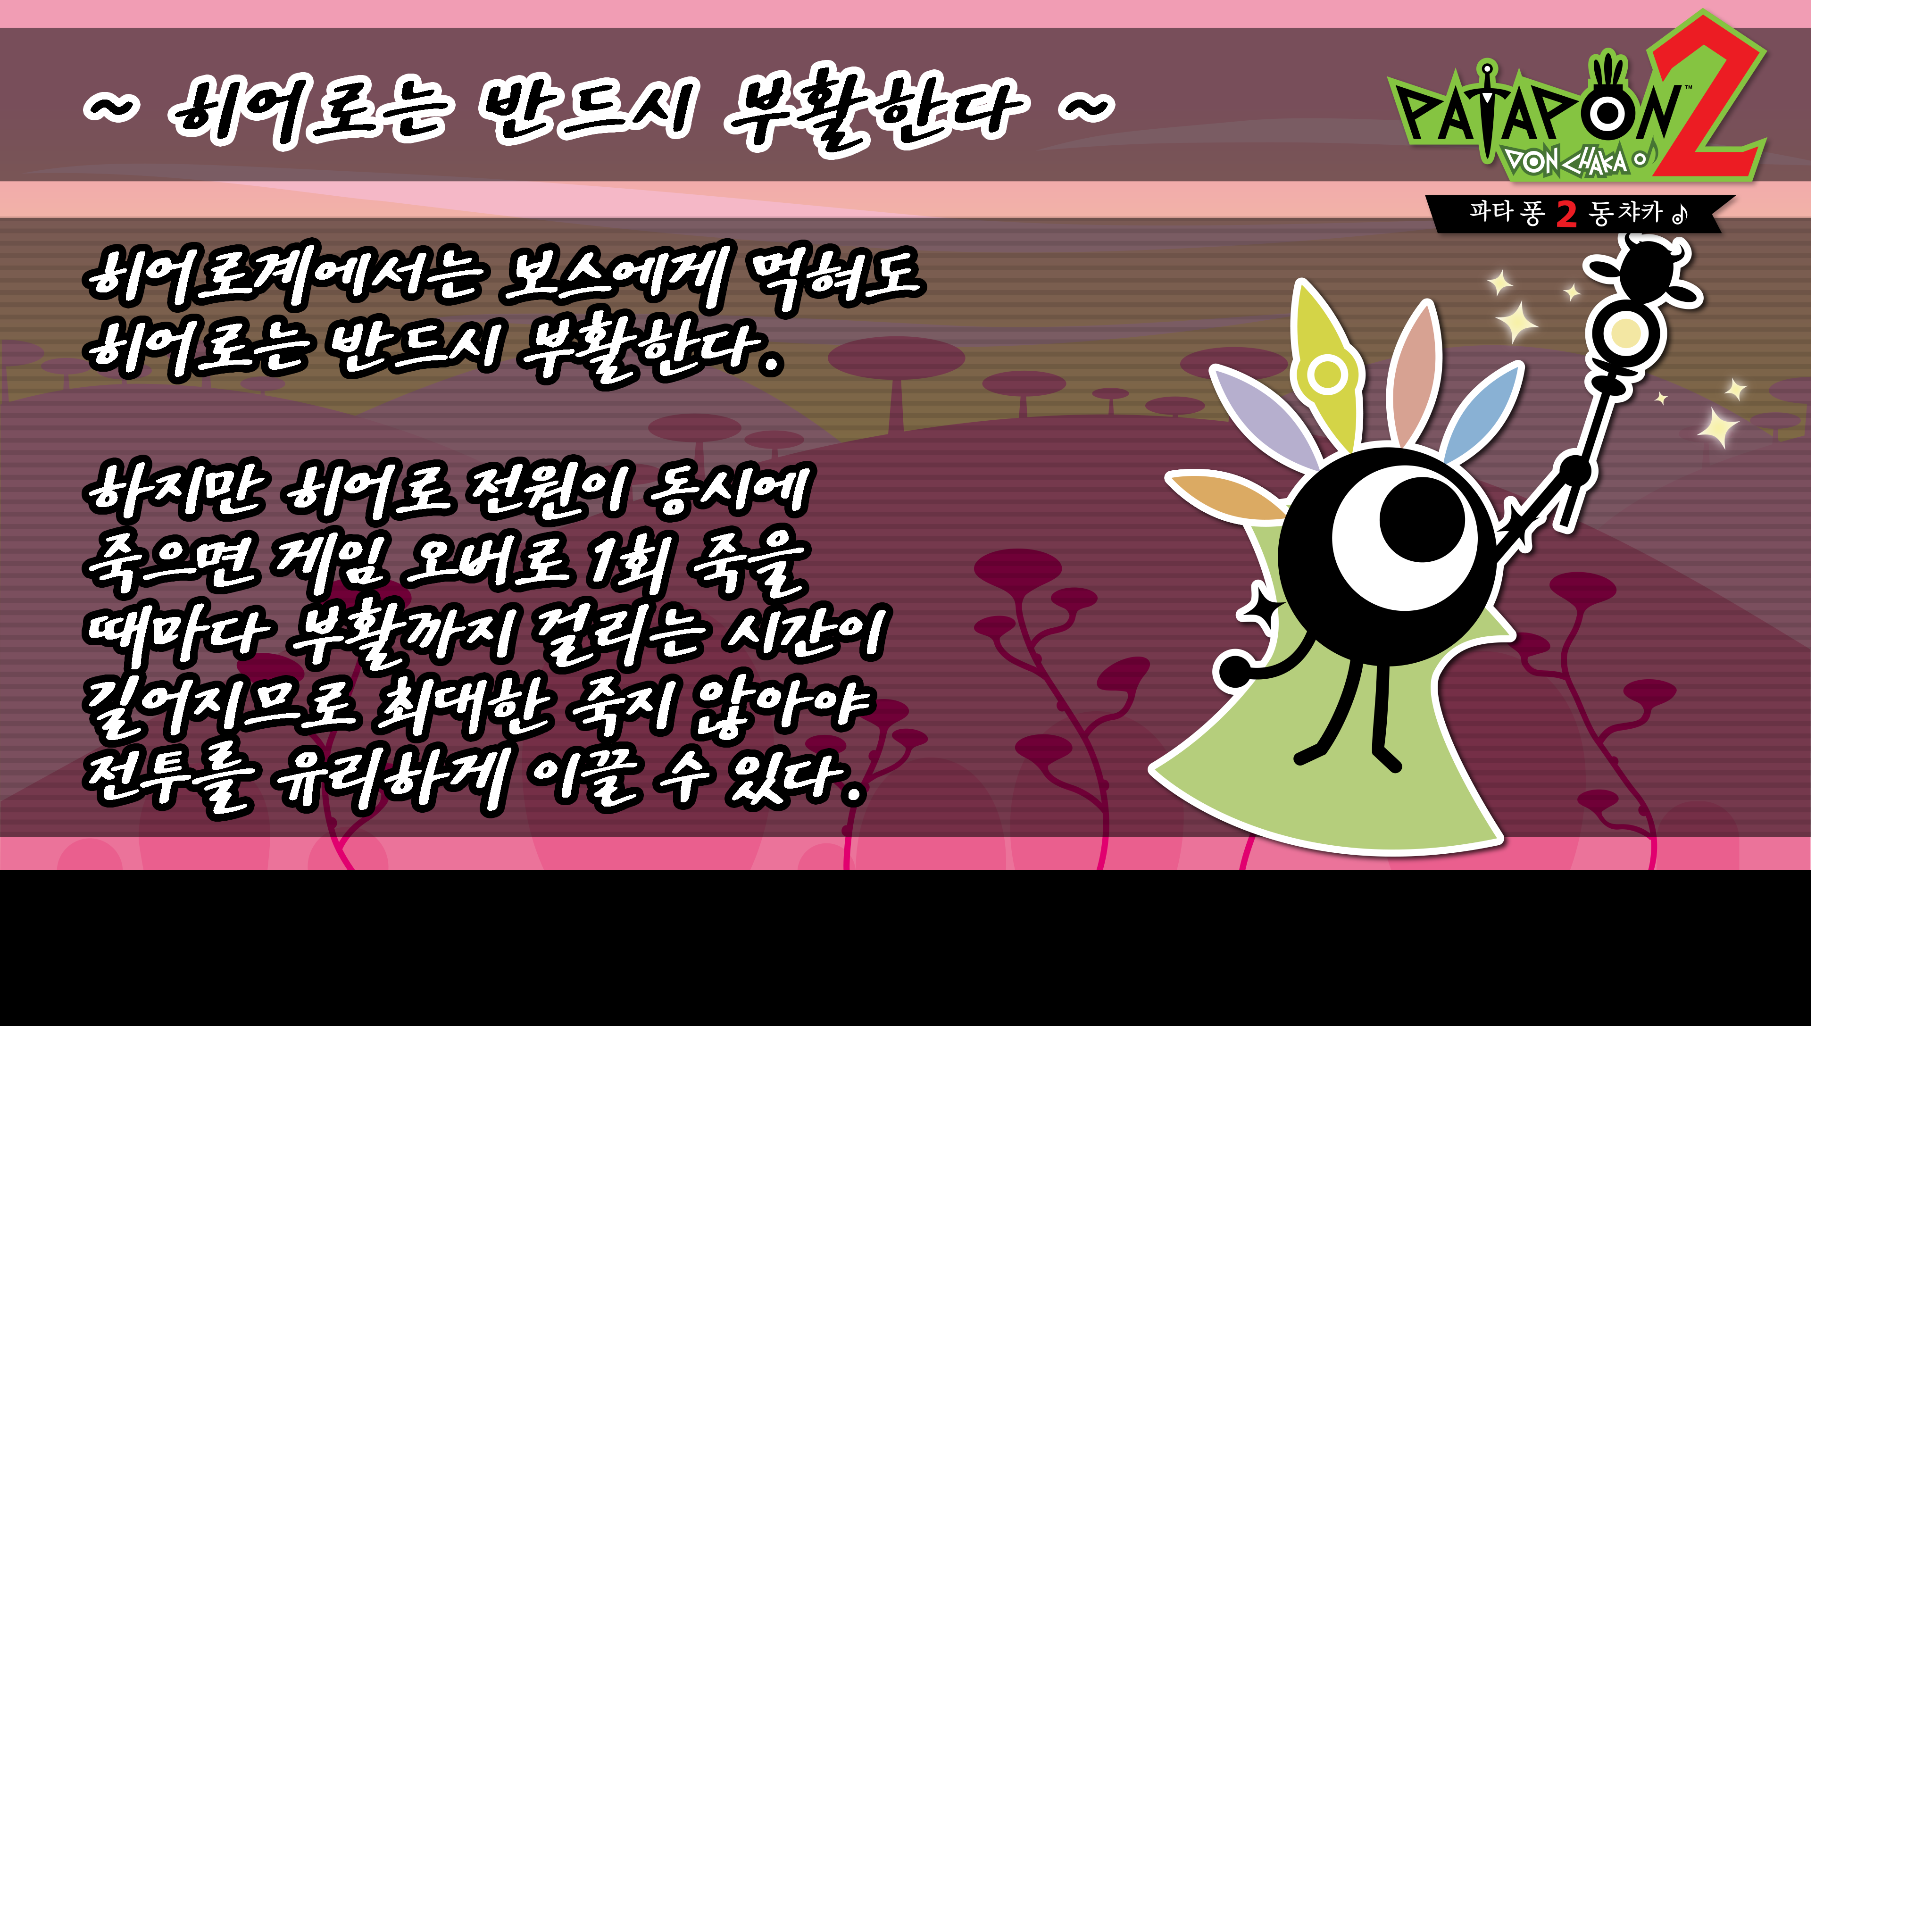 ~ 히어로는 반드시 부활한다 ~
PATAPON 2™
DON CHAKA♪
파타퐁 2 동챠카♪
히어로계에서는 보스에게 먹혀도
히어로는 반드시 부활한다.
하지만 히어로 전원이 동시에
죽으면 게임 오버로 1회 죽을
때마다 부활까지 걸리는 시간이
길어지므로 최대한 죽지 않아야
전투를 유리하게 이끌 수 있다.